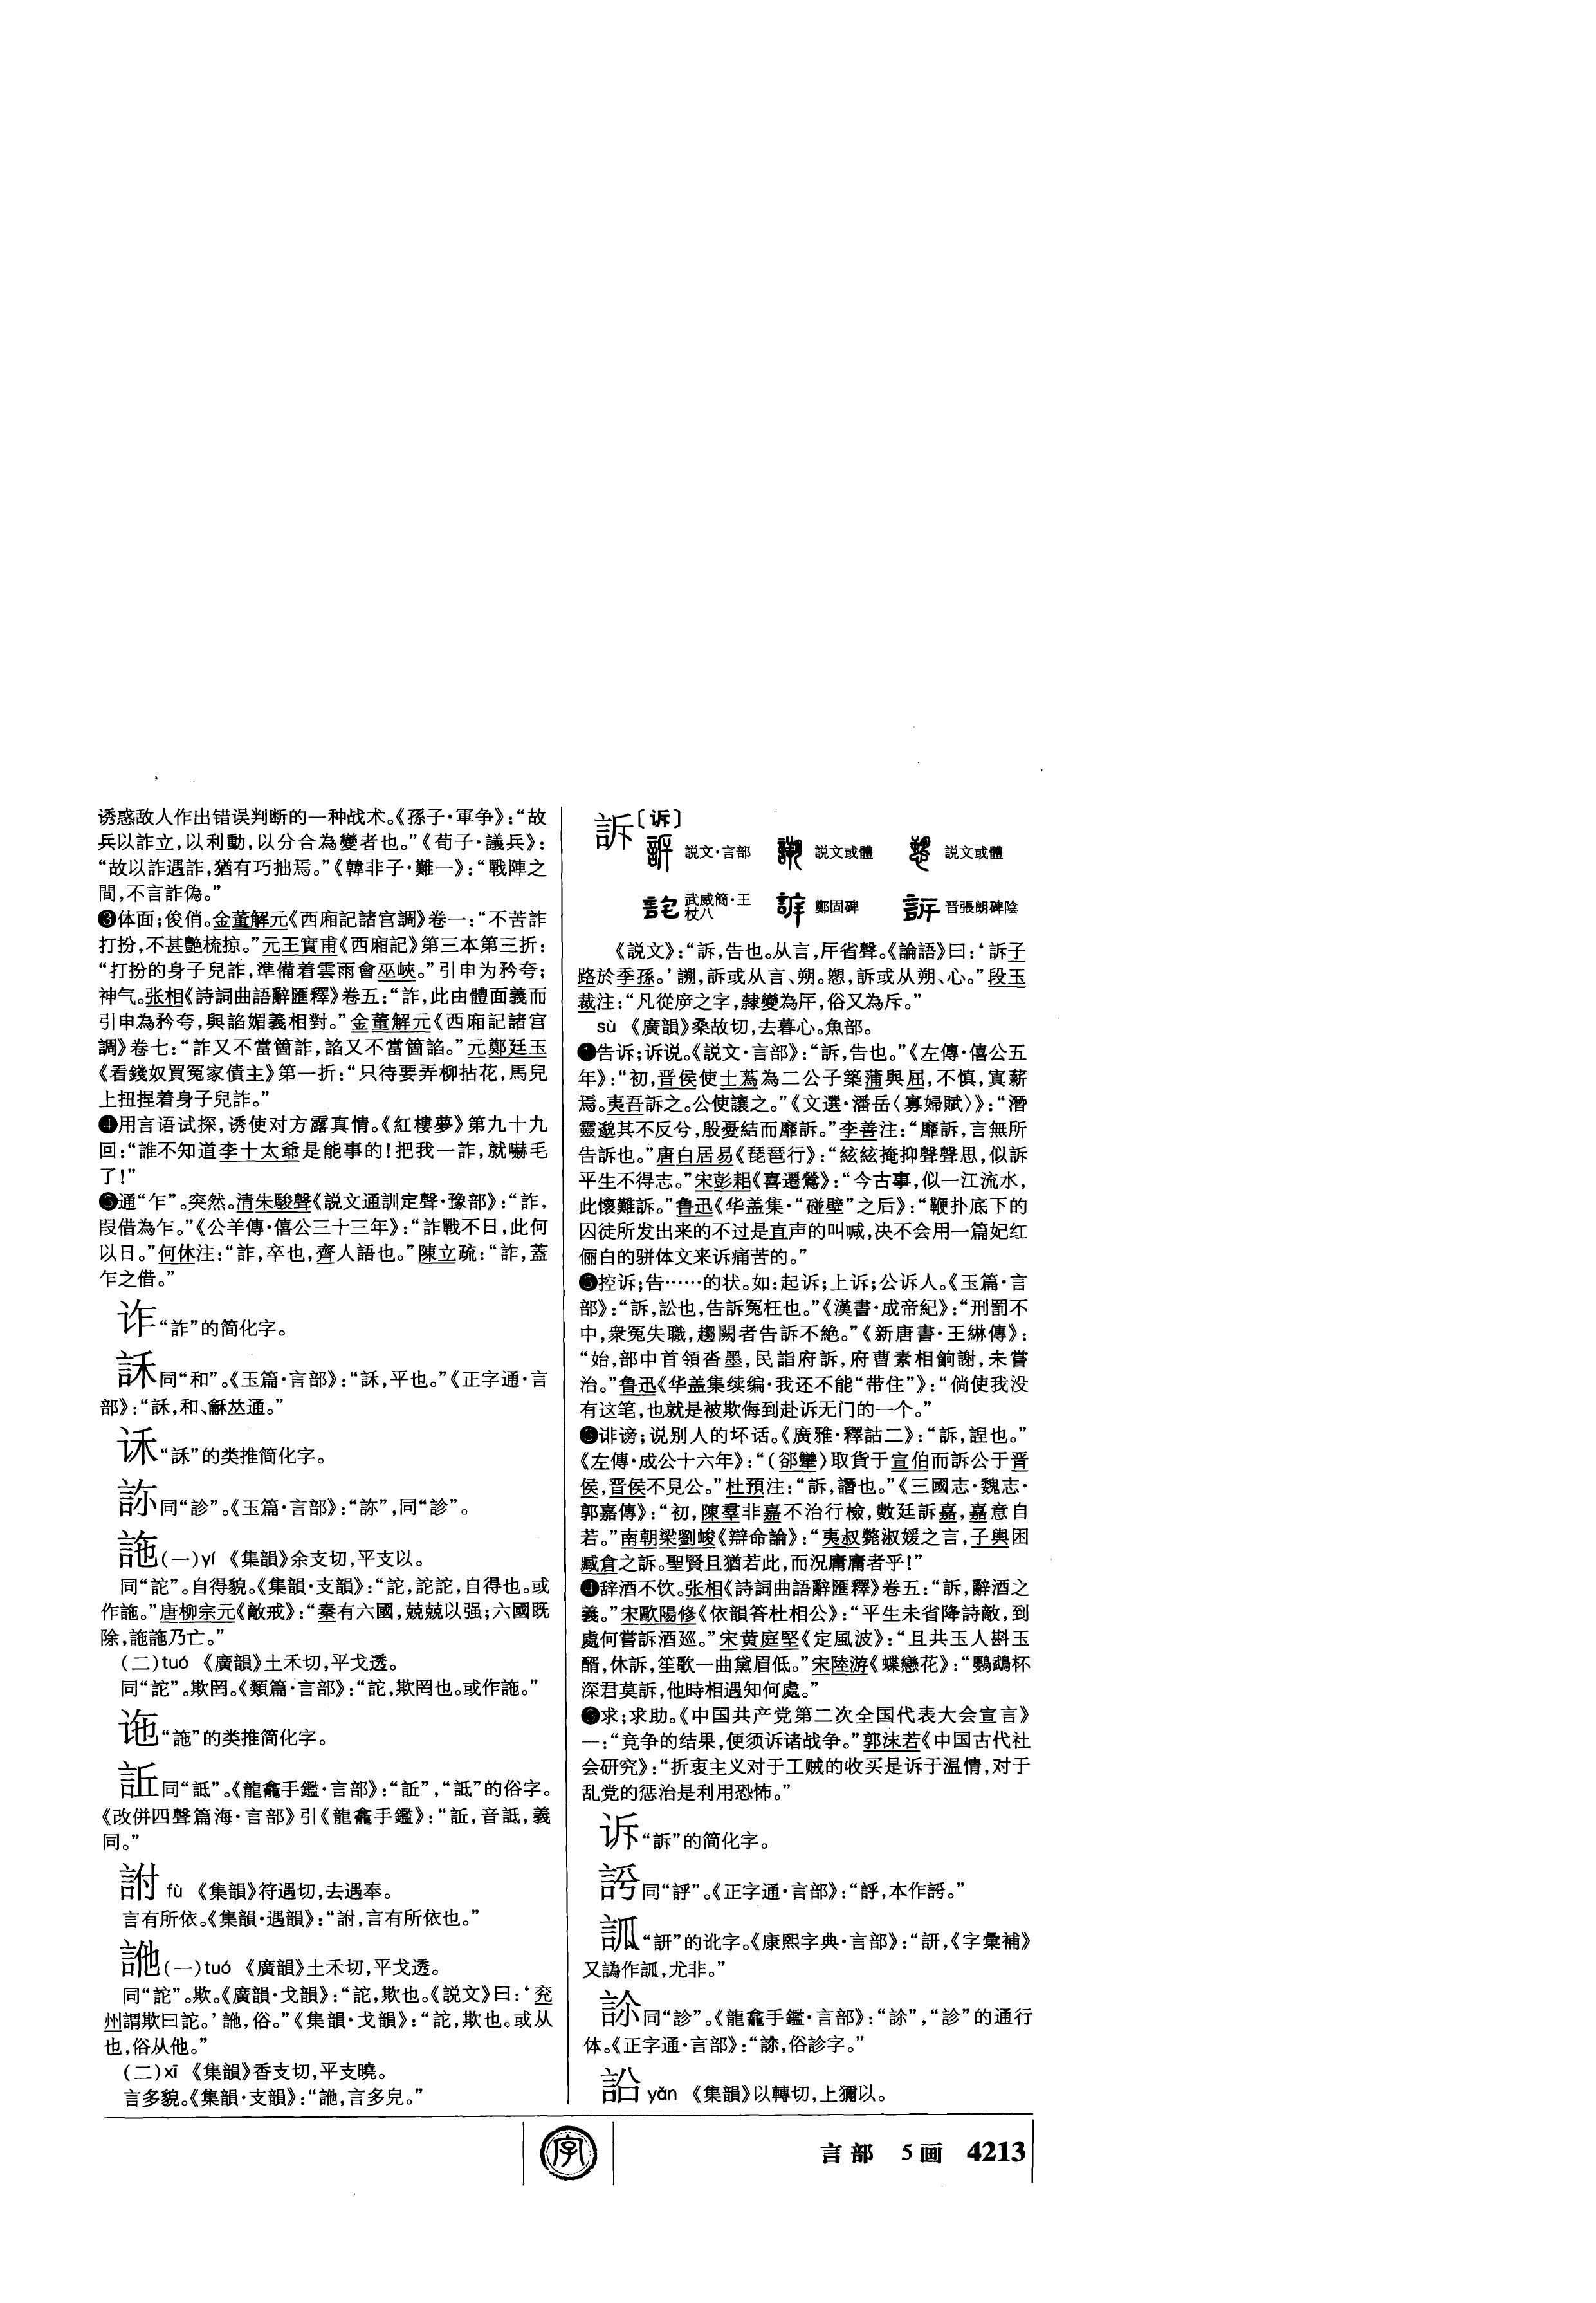 诱惑敌人作出错误判断的一种战术。《孫子·軍争》：“故
兵以詐立，以利動，以分合為變者也。”《荀子·議兵》：
“故以詐遇詐，猶有巧拙焉。”《韓非子·難一》：“戰陣之
間，不言詐偽。”
❸体面；俊俏。金董解元《西廂記諸宫調》卷一：“不苦詐
打扮，不甚艷梳掠。”元王實甫《西廂記》第三本第三折：
“打扮的身子兒詐，準備着雲雨會巫峽。”引申为矜夸；
神气。张相《詩詞曲語辭匯釋》卷五：“詐，此由體面義而
引申為矜夸，與諂媚義相對。”金董解元《西廂記諸宫
調》卷七：“詐又不當箇詐，諂又不當箇諂。”元鄭廷玉
《看錢奴買冤家債主》第一折：“只待要弄柳拈花，馬兒
上扭捏着身子兒詐。”
❹用言语试探，诱使对方露真情。《紅樓夢》第九十九
回：“誰不知道李十太爺是能事的！把我一詐，就嚇毛
了！”
❺通“乍”。突然。清朱駿聲《説文通訓定聲·豫部》：“詐，
叚借為乍。”《公羊傳·僖公三十三年》：“詐戰不日，此何
以日。”何休注：“詐，卒也，齊人語也。”陳立疏：“詐，蓋
乍之借。”
诈“詐”的简化字。
訸同“和”。《玉篇·言部》：“訸，平也。”《正字通·言
部》：“訸，和、龢𠀤通。”
䜣“訸”的类推简化字。
䛊同“診”。《玉篇·言部》：“䛊”，同“診”。
詑(一)yí 《集韻》余支切，平支以。
同“詑”。自得貌。《集韻·支韻》：“詑，詑詑，自得也。或
作訑。”唐柳宗元《敵戒》：“秦有六國，兢兢以强；六國既
除，訑訑乃亡。”
(二)tuó 《廣韻》土禾切，平戈透。
同“詑”。欺罔。《類篇·言部》：“詑，欺罔也。或作訑。”
“訑”的类推简化字。
同“詆”。《龍龕手鑑·言部》：“䛈”，“詆”的俗字。
《改併四聲篇海·言部》引《龍龕手鑑》：“，音詆，義
同。”
䛄 fù 《集韻》符遇切，去遇奉。
言有所依。《集韻·遇韻》：“，言有所依也。”
(一)tuó 《廣韻》土禾切，平戈透。
同“詑”。欺。《廣韻·戈韻》：“詑，欺也。《説文》曰：‘兖
州謂欺曰詑。’，俗。”《集韻·戈韻》：“詑，欺也。或从
也，俗从他。”
(二)xī 《集韻》香支切，平支曉。
言多貌。《集韻·支韻》：“，言多皃。”
訴〔诉〕
説文·言部 説文或體 説文或體
武威簡·王杖八 鄭固碑 晋張朗碑陰
《説文》：“訴，告也。从言，厈省聲。《論語》曰：‘訴子
路於季孫。’謭，訴或从言、朔。愬，訴或从朔、心。”段玉
裁注：“凡從㡿之字，隸變為厈，俗又為斥。”
sù 《廣韻》桑故切，去暮心。魚部。
❶告诉；诉说。《説文·言部》：“訴，告也。”《左傳·僖公五
年》：“初，晋侯使士蒍為二公子築蒲與屈，不慎，寘薪
焉。夷吾訴之。公使讓之。”《文選·潘岳〈寡婦賦〉》：“潛
靈邈其不反兮，殷憂結而靡訴。”李善注：“靡訴，言無所
告訴也。”唐白居易《琵琶行》：“絃絃掩抑聲聲思，似訴
平生不得志。”宋彭耜《喜遷鶯》：“今古事，似一江流水，
此懷難訴。”鲁迅《华盖集·“碰壁”之后》：“鞭扑底下的
囚徒所发出来的不过是直声的叫喊，决不会用一篇妃红
俪白的骈体文来诉痛苦的。”
❷控诉；告……的状。如：起诉；上诉；公诉人。《玉篇·言
部》：“訴，訟也，告訴冤枉也。”《漢書·成帝紀》：“刑罰不
中，衆冤失職，趨闕者告訴不絶。”《新唐書·王綝傳》：
“始，部中首領沓墨，民詣府訴，府曹素相餉謝，未嘗
治。”鲁迅《华盖集续编·我还不能“带住”》：“倘使我没
有这笔，也就是被欺侮到赴诉无门的一个。”
❸诽谤；说别人的坏话。《廣雅·釋詁二》：“訴，諻也。”
《左傳·成公十六年》：“(郤犨)取貨于宣伯而訴公于晋
侯，晋侯不見公。”杜預注：“訴，譖也。”《三國志·魏志·
郭嘉傳》：“初，陳羣非嘉不治行檢，數廷訴嘉，嘉意自
若。”南朝梁劉峻《辯命論》：“夷叔斃淑媛之言，子輿困
臧倉之訴。聖賢且猶若此，而況庸庸者乎！”
❹辞酒不饮。张相《詩詞曲語辭匯釋》卷五：“訴，辭酒之
義。”宋歐陽修《依韻答杜相公》：“平生未省降詩敵，到
處何嘗訴酒廵。”宋黄庭堅《定風波》：“且共玉人斟玉
醑，休訴，笙歌一曲黛眉低。”宋陸游《蝶戀花》：“鸚鵡杯
深君莫訴，他時相遇知何處。”
❺求；求助。《中国共产党第二次全国代表大会宣言》
一：“竞争的结果，便须诉诸战争。”郭沫若《中国古代社
会研究》：“折衷主义对于工贼的收买是诉于温情，对于
乱党的惩治是利用恐怖。”
诉“訴”的简化字。
同“評”。《正字通·言部》：“評，本作。”
“訮”的讹字。《康熙字典·言部》：“訮，《字彙補》
又譌作，尤非。”
同“診”。《龍龕手鑑·言部》：“”，“診”的通行
体。《正字通·言部》：“，俗診字。”
yǎn 《集韻》以轉切，上獮以。
言部 5画 4213